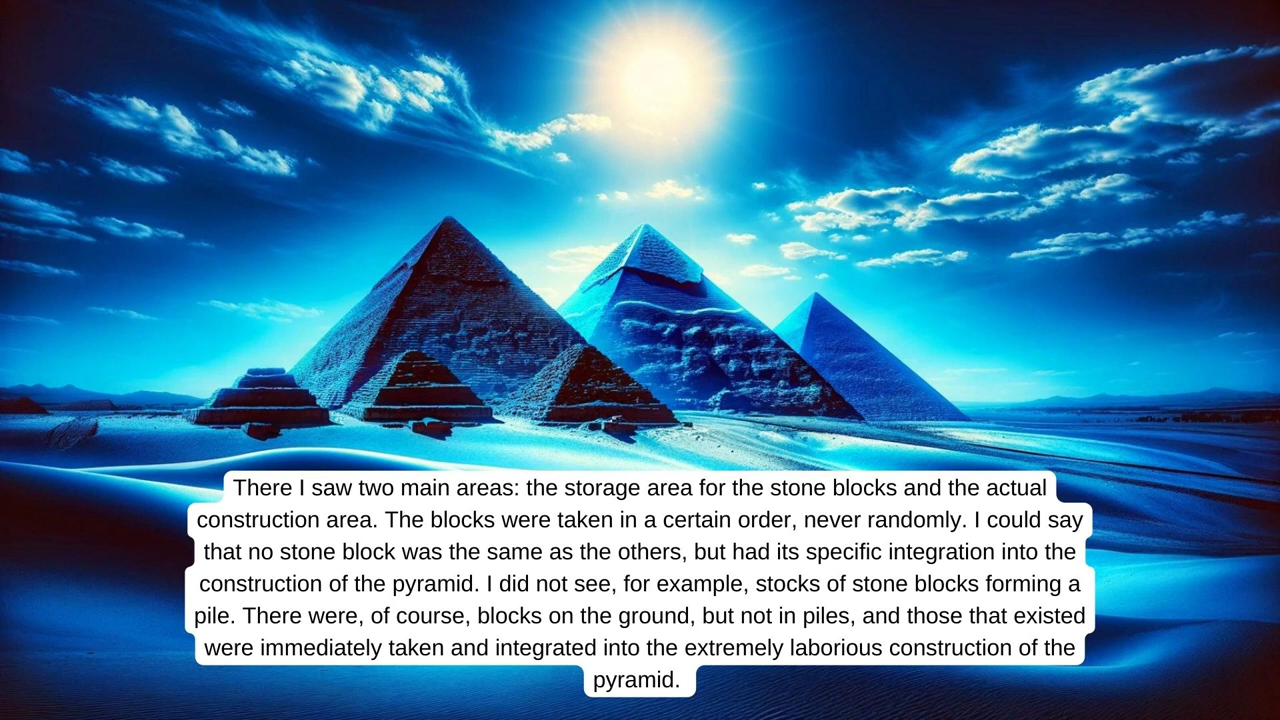 There I saw two main areas: the storage area for the stone blocks and the actual
construction area. The blocks were taken in a certain order, never randomly. I could say
that no stone block was the same as the others, but had its specific integration into the
construction of the pyramid. I did not see, for example, stocks of stone blocks forming a
pile. There were, of course, blocks on the ground, but not in piles, and those that existed
were immediately taken and integrated into the extremely laborious construction of the
pyramid.